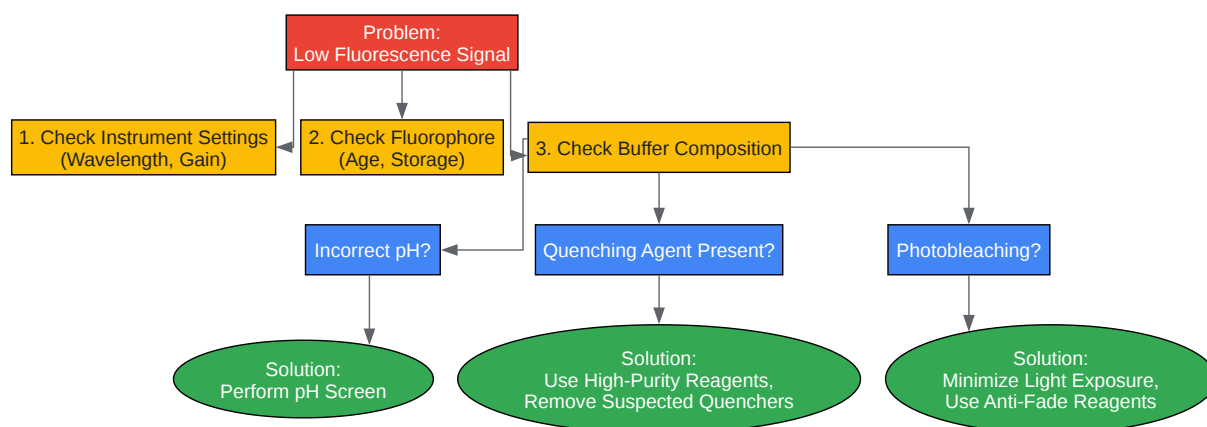 Problem:
Low Fluorescence Signal
1. Check Instrument Settings
(Wavelength, Gain)
2. Check Fluorophore
(Age, Storage)
3. Check Buffer Composition
Incorrect pH?
Quenching Agent Present?
Photobleaching?
Solution:
Perform pH Screen
Solution:
Use High-Purity Reagents,
Remove Suspected Quenchers
Solution:
Minimize Light Exposure,
Use Anti-Fade Reagents